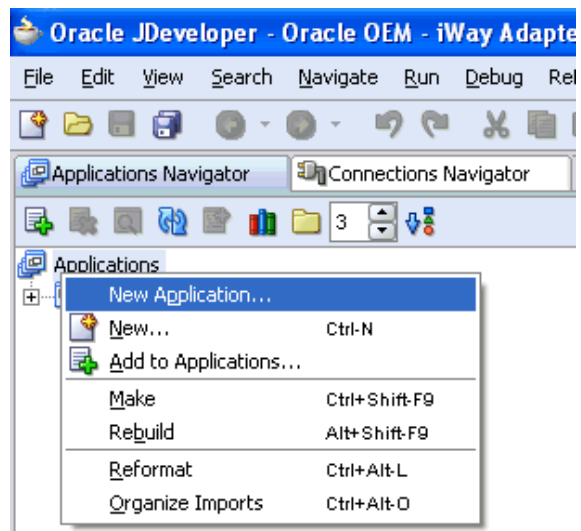 Oracle JDeveloper - Oracle OEM - iWay Adapte
File Edit View Search Navigate Run Debug
Applications Navigator Connections Navigator
3
Applications
New Application...
New... Ctrl-N
Add to Applications...
Make Ctrl+Shift-F9
Rebuild Alt+Shift-F9
Reformat Ctrl+Alt-L
Organize Imports Ctrl+Alt-O